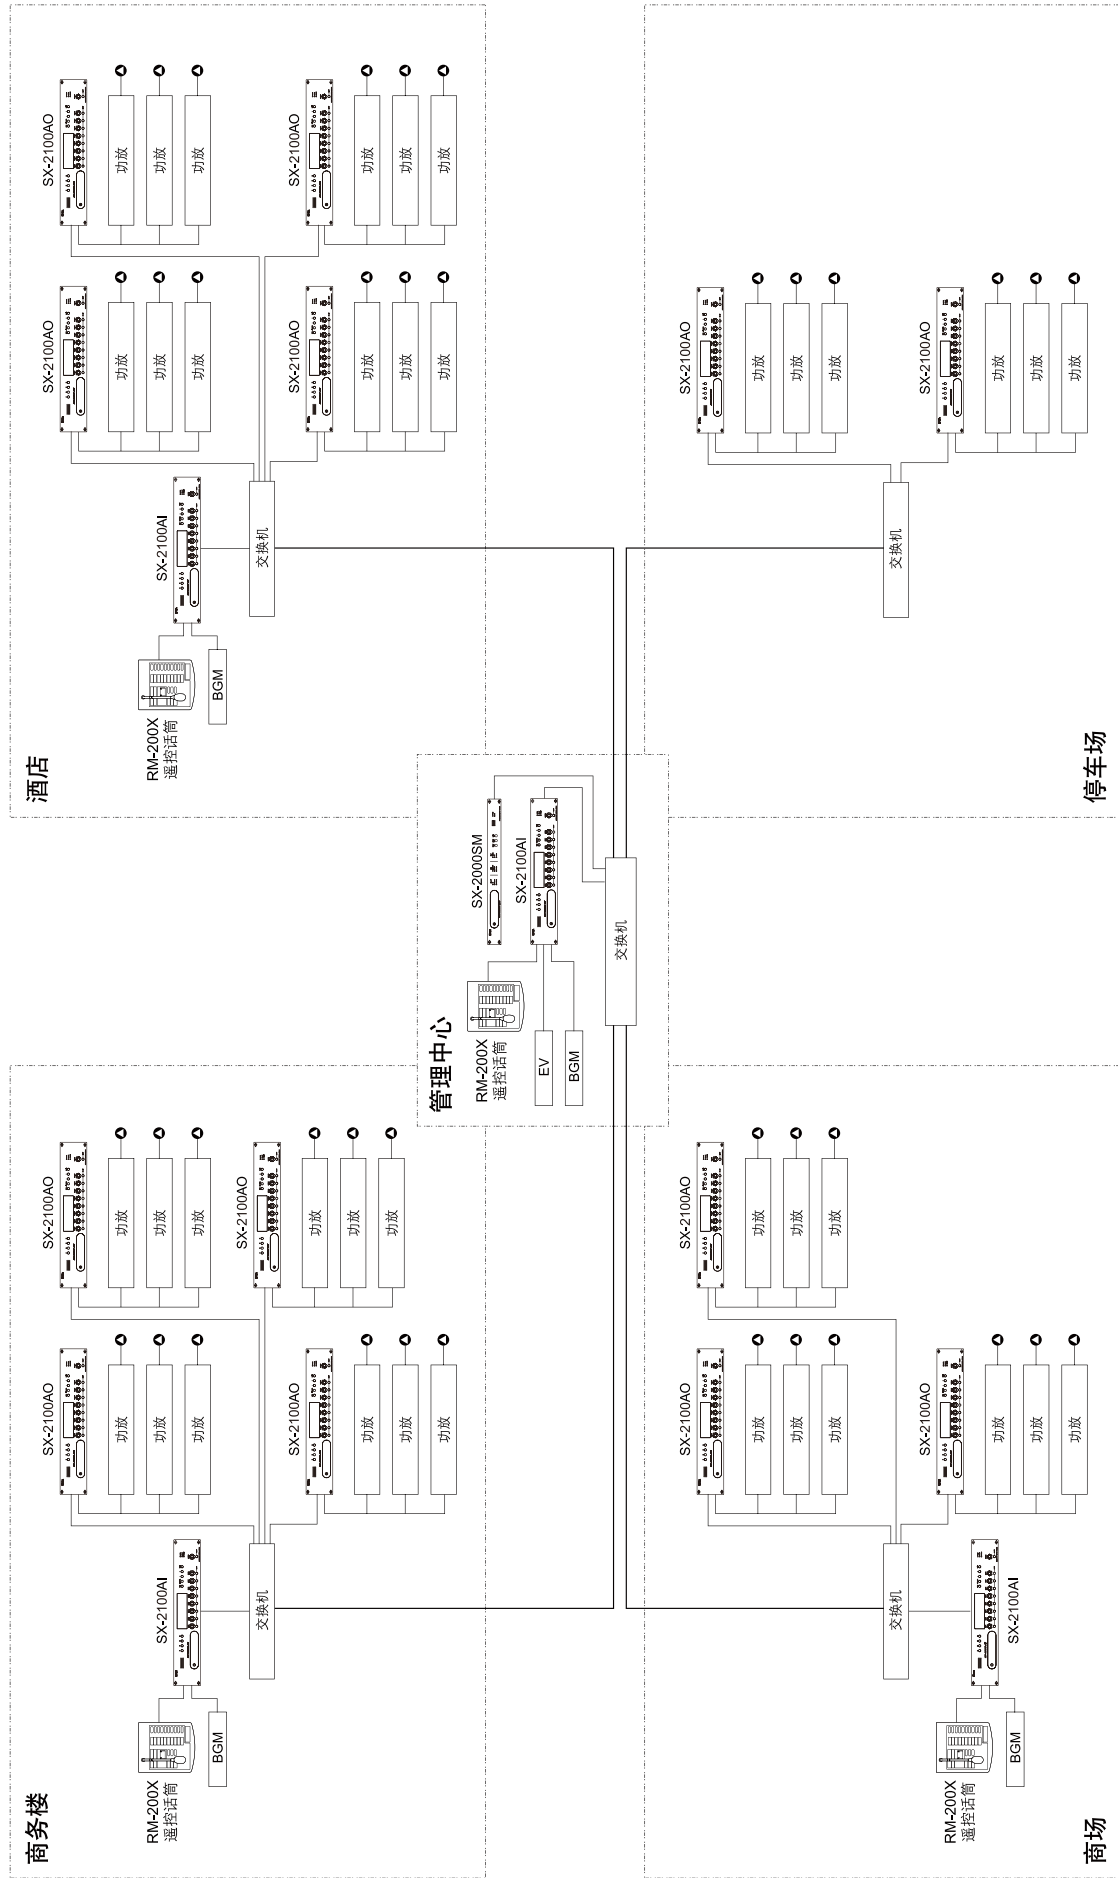 商务楼
RM-200X
遥控话筒
BGM
SX-2100AI
交换机
SX-2100AO
功放
功放
功放
SX-2100AO
功放
功放
功放
SX-2100AO
功放
功放
功放
SX-2100AO
功放
功放
功放
酒店
RM-200X
遥控话筒
BGM
SX-2100AI
交换机
SX-2100AO
功放
功放
功放
SX-2100AO
功放
功放
功放
SX-2100AO
功放
功放
功放
SX-2100AO
功放
功放
功放
管理中心
RM-200X
遥控话筒
EV
BGM
SX-2000SM
SX-2100AI
交换机
商场
RM-200X
遥控话筒
BGM
SX-2100AI
交换机
SX-2100AO
功放
功放
功放
SX-2100AO
功放
功放
功放
SX-2100AO
功放
功放
功放
停车场
交换机
SX-2100AO
功放
功放
功放
SX-2100AO
功放
功放
功放